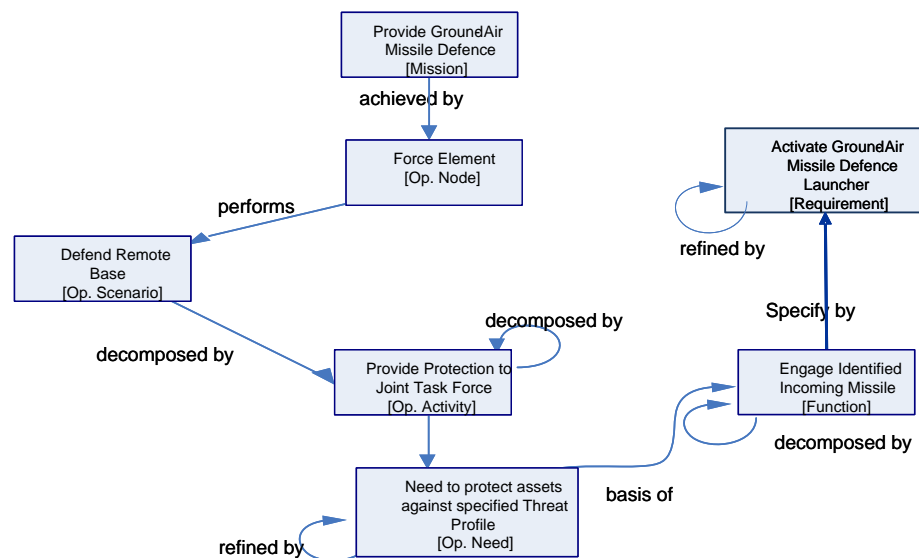 Provide GroundAir
Missile Defence
[Mission]
achieved by
Force Element
[Op. Node]
performs
Defend Remote
Base
[Op. Scenario]
decomposed by
decomposed by
Provide Protection to
Joint Task Force
[Op. Activity]
Need to protect assets
against specified Threat
Profile
[Op. Need]
refined by
basis of
Activate GroundAir
Missile Defence
Launcher
[Requirement]
refined by
Specify by
Engage Identified
Incoming Missile
[Function]
decomposed by